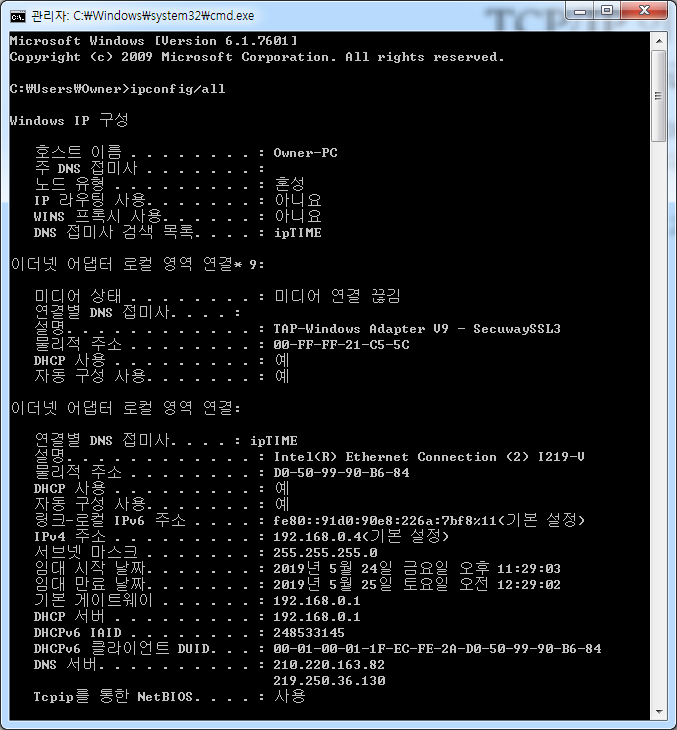 관리자: C:₩Windows₩system32₩cmd.exe
Microsoft Windows [Version 6.1.7601]
Copyright (c) 2009 Microsoft Corporation. All rights reserved.
C:₩Users₩Owner>ipconfig/all
Windows IP 구성
호스트 이름 . . . . . . . . : Owner-PC
주 DNS 접미사 . . . . . . . :
노드 유형 . . . . . . . . . : 혼성
IP 라우팅 사용. . . . . . . : 아니요
WINS 프록시 사용. . . . . . : 아니요
DNS 접미사 검색 목록. . . . : ipTIME
이더넷 어댑터 로컬 영역 연결* 9:
미디어 상태 . . . . . . . . : 미디어 연결 끊김
연결별 DNS 접미사. . . . :
설명. . . . . . . . . . . . : TAP-Windows Adapter V9 - SecuwaySSL3
물리적 주소 . . . . . . . . : 00-FF-FF-21-C5-5C
DHCP 사용 . . . . . . . . . : 예
자동 구성 사용. . . . . . . : 예
이더넷 어댑터 로컬 영역 연결:
연결별 DNS 접미사. . . . : ipTIME
설명. . . . . . . . . . . . : Intel(R) Ethernet Connection (2) I219-V
물리적 주소 . . . . . . . . : D0-50-99-90-B6-84
DHCP 사용 . . . . . . . . . : 예
자동 구성 사용. . . . . . . : 예
링크-로컬 IPv6 주소 . . . . : fe80::91d0:90e8:226a:7bf8%11(기본 설정)
IPv4 주소 . . . . . . . . . : 192.168.0.4(기본 설정)
서브넷 마스크 . . . . . . . : 255.255.255.0
임대 시작 날짜. . . . . . . : 2019년 5월 24일 금요일 오후 11:29:03
임대 만료 날짜. . . . . . . : 2019년 5월 25일 토요일 오전 12:29:02
기본 게이트웨이 . . . . . . : 192.168.0.1
DHCP 서버 . . . . . . . . . : 192.168.0.1
DHCPv6 IAID . . . . . . . . : 248533145
DHCPv6 클라이언트 DUID. . . : 00-01-00-01-1F-EC-FE-2A-D0-50-99-90-B6-84
DNS 서버. . . . . . . . . . : 210.220.163.82
219.250.36.130
Tcpip를 통한 NetBIOS. . . . : 사용